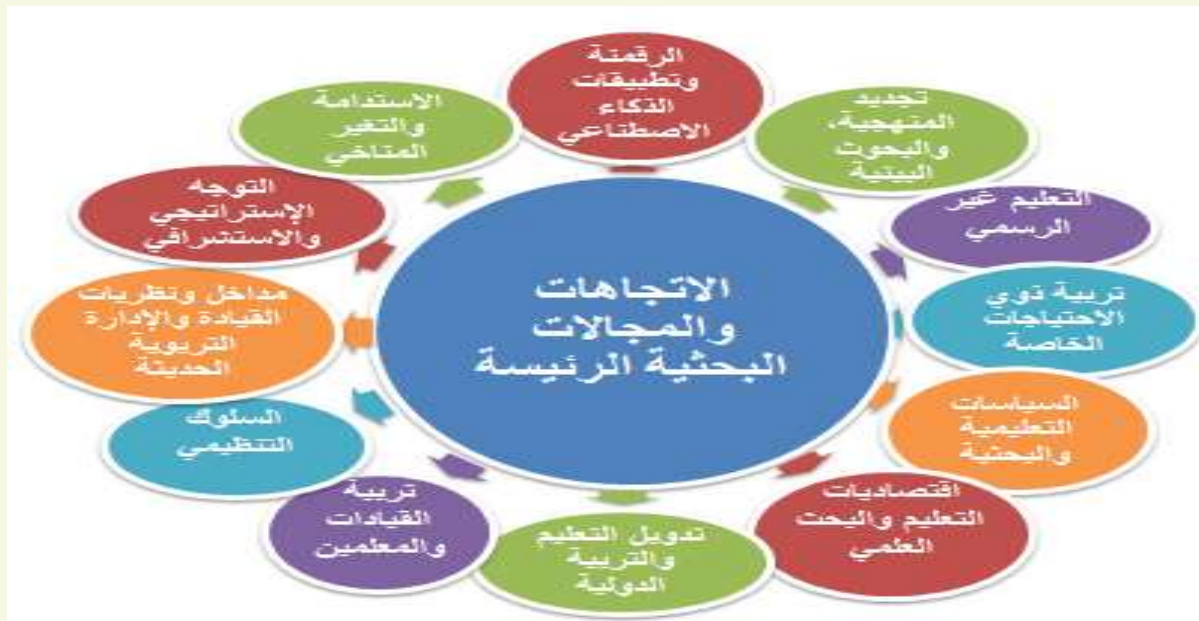 الاتجاهات
والمجالات
البحثية الرئيسة
الرقمنة
وتطبيقات
الذكاء
الاصطناعي
تجديد
المنهجية،
والبحوث
البينية
التعليم غير
الرسمي
تربية ذوي
الاحتياجات
الخاصة
السياسات
التعليمية
والبحثية
اقتصاديات
التعليم والبحث
العلمي
تدويل التعليم
والتربية
الدولية
تربية
القيادات
والمعلمين
السلوك
التنظيمي
مداخل ونظريات
القيادة والإدارة
التربوية
الحديثة
التوجه
الإستراتيجي
والاستشرافي
الاستدامة
والتغير
المناخي